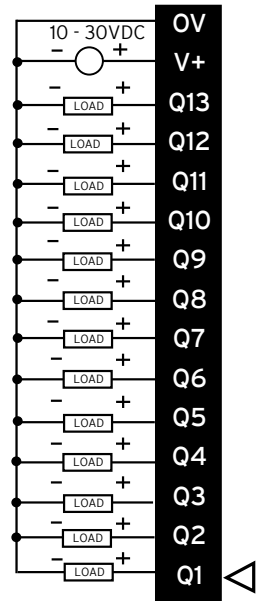 0V
10 - 30VDC
- + V+
- LOAD + Q13
- LOAD + Q12
- LOAD + Q11
- LOAD + Q10
- LOAD + Q9
- LOAD + Q8
- LOAD + Q7
- LOAD + Q6
- LOAD + Q5
- LOAD + Q4
- LOAD + Q3
- LOAD + Q2
- LOAD + Q1